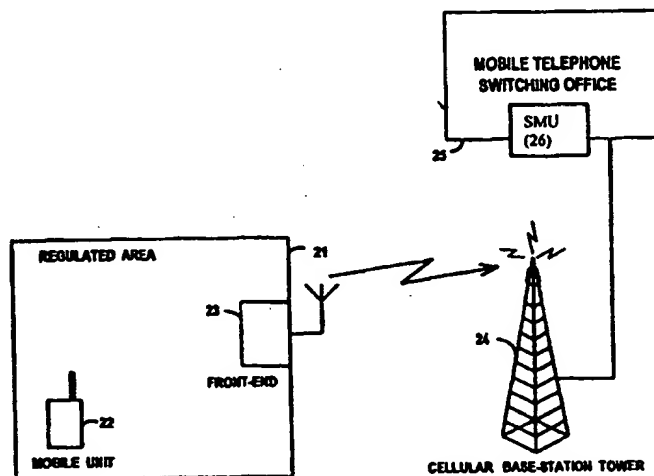 MOBILE TELEPHONE
SWITCHING OFFICE
SMU
(26)
25
REGULATED AREA
21
23
24
FRONT-END
22
MOBILE UNIT
CELLULAR BASE-STATION TOWER